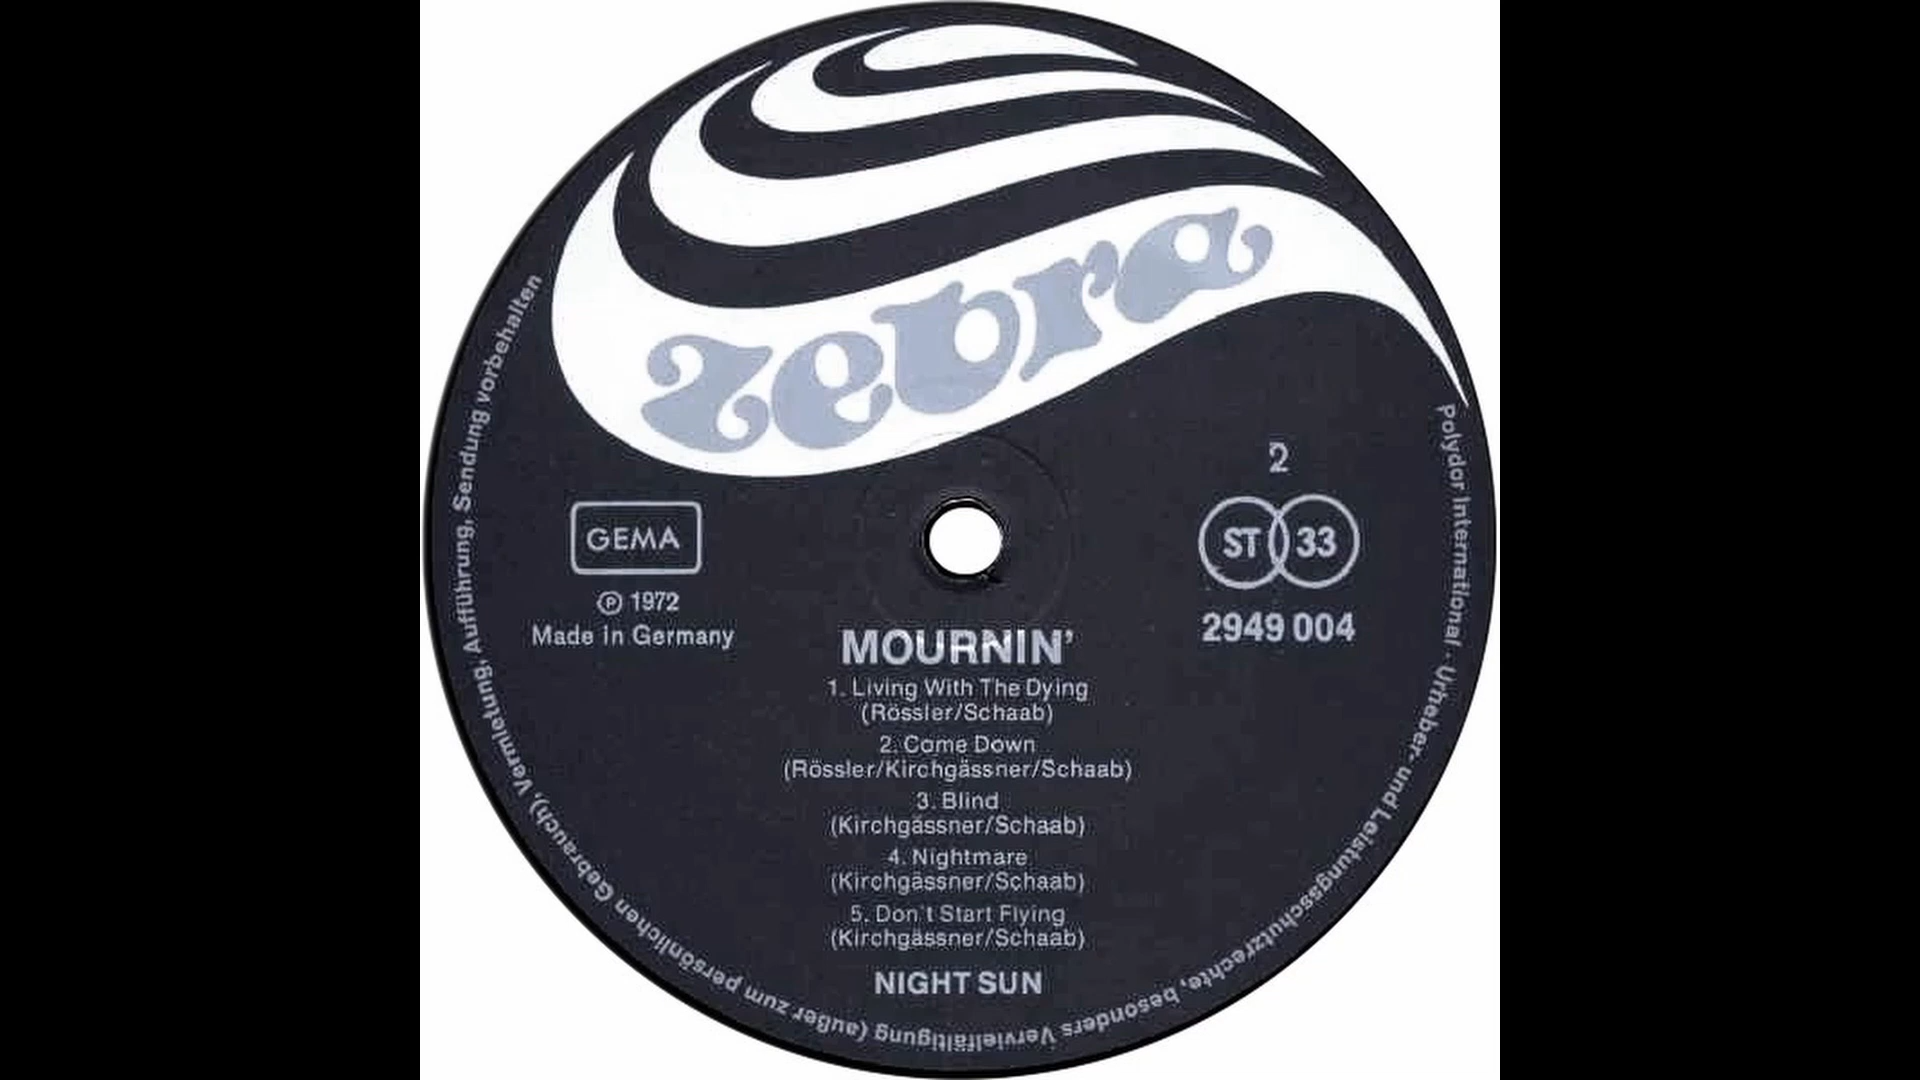 zebra
2
GEMA
ST 33
℗ 1972
2949 004
Made in Germany
MOURNIN'
1. Living With The Dying
(Rössler/Schaab)
2. Come Down
(Rössler/Kirchgässner/Schaab)
3. Blind
(Kirchgässner/Schaab)
4. Nightmare
(Kirchgässner/Schaab)
5. Don't Start Flying
(Kirchgässner/Schaab)
NIGHT SUN
Polydor International · Urheber- und Leistungsschutzrechte, besonders Vervielfältigung (außer zum persönlichen Gebrauch), Vermietung, Aufführung, Sendung vorbehalten